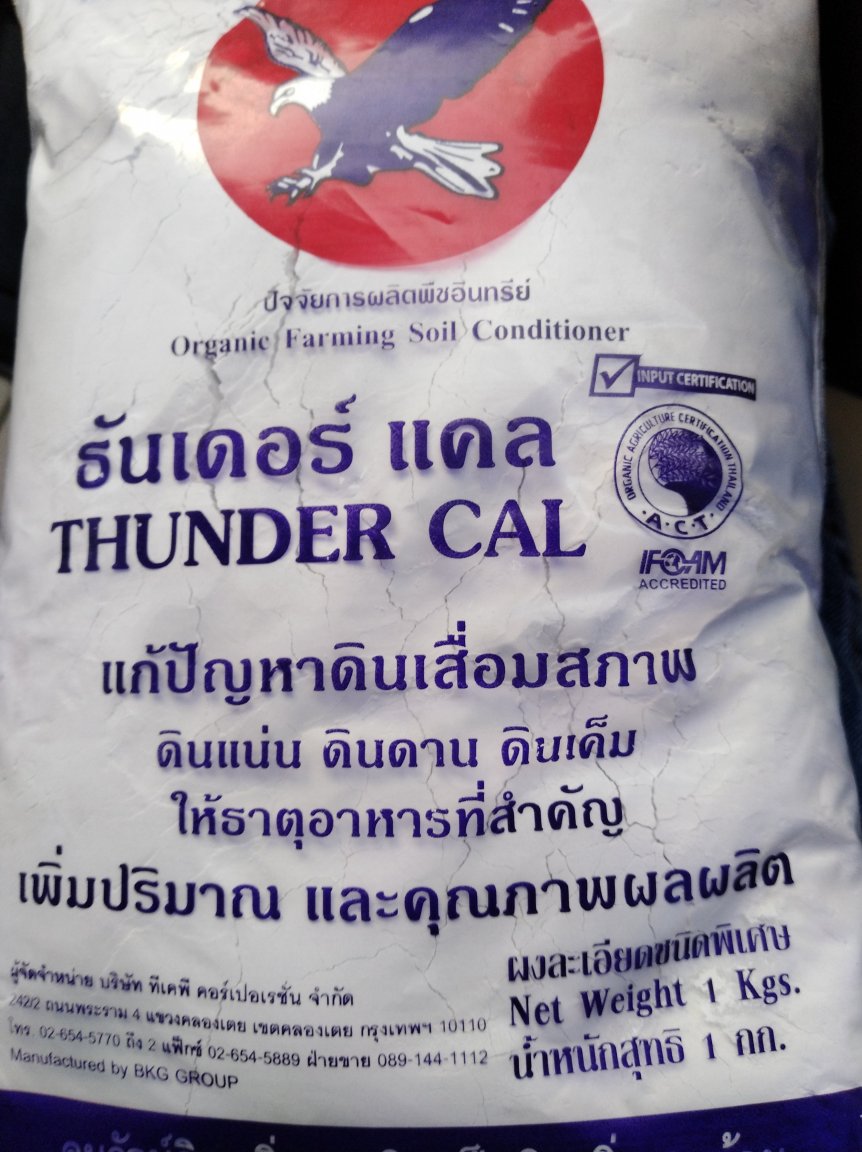 ปัจจัยการผลิตพืชอินทรีย์
Organic Farming Soil Conditioner
INPUT CERTIFICATION
ORGANIC AGRICULTURE CERTIFICATION THAILAND
A·C·T
IFOAM
ACCREDITED
ธันเดอร์ แคล
THUNDER CAL
แก้ปัญหาดินเสื่อมสภาพ
ดินแน่น ดินดาน ดินเค็ม
ให้ธาตุอาหารที่สำคัญ
เพิ่มปริมาณ และคุณภาพผลผลิต
ผงละเอียดชนิดพิเศษ
Net Weight 1 Kgs.
น้ำหนักสุทธิ 1 กก.
ผู้จัดจำหน่าย บริษัท ทีเคพี คอร์เปอเรชั่น จำกัด
242/2 ถนนพระราม 4 แขวงคลองเตย เขตคลองเตย กรุงเทพฯ 10110
โทร. 02-654-5770 ถึง 2 แฟ็กซ์ 02-654-5889 ฝ่ายขาย 089-144-1112
Manufactured by BKG GROUP